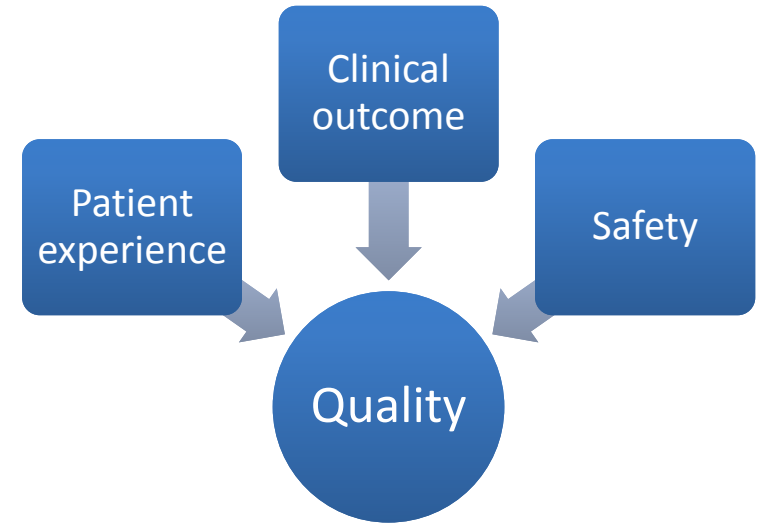 Clinical
outcome
Patient
experience
Safety
Quality